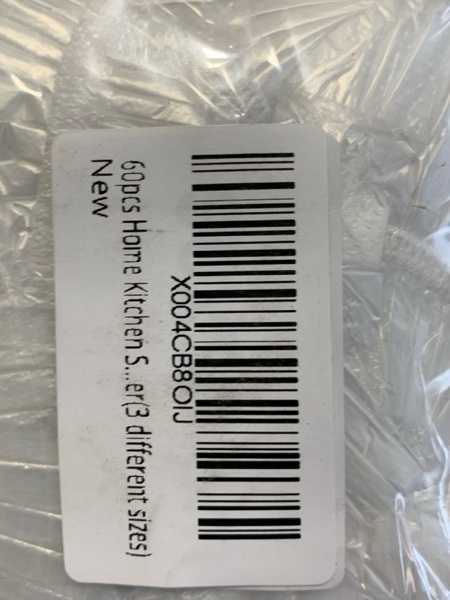 X004CB8OIJ
60pcs Home Kitchen S...er(3 different sizes)
New